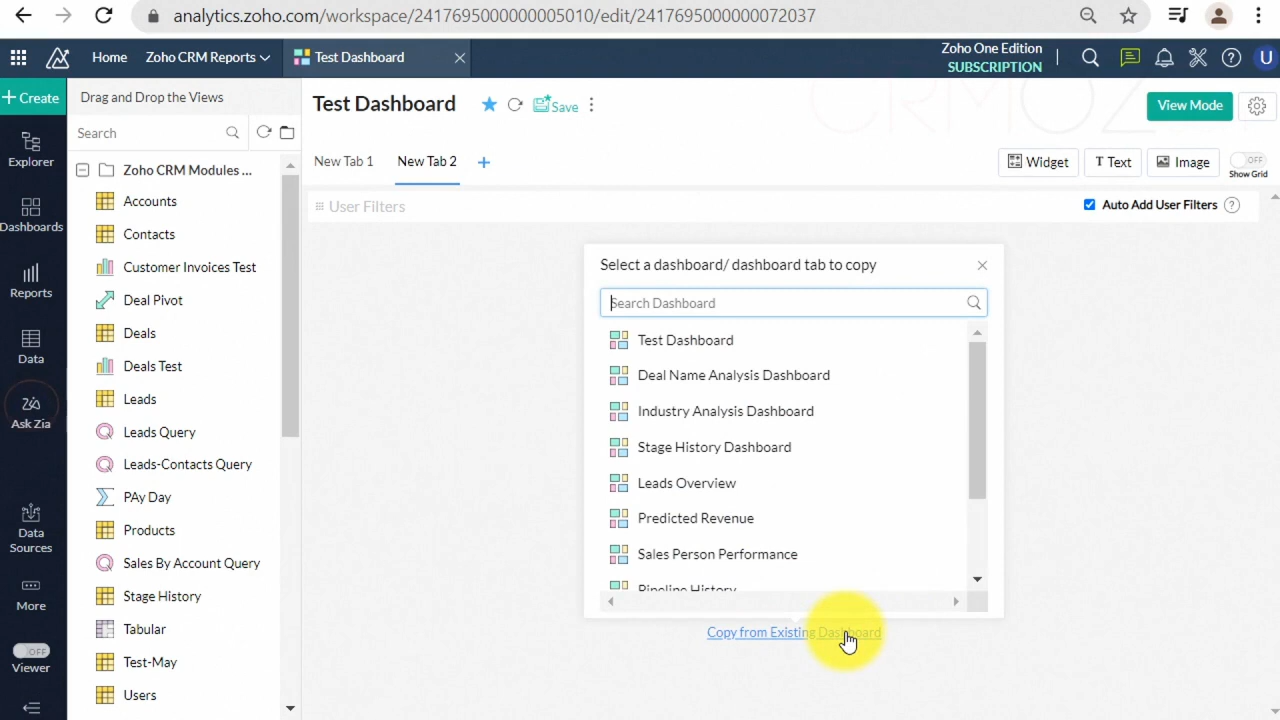 analytics.zoho.com/workspace/2417695000000005010/edit/2417695000000072037
Home
Zoho CRM Reports
Test Dashboard
Zoho One Edition
SUBSCRIPTION
U
+ Create
Explorer
Dashboards
Reports
Data
Ask Zia
Data
Sources
More
OFF
Viewer
Drag and Drop the Views
Search
Zoho CRM Modules ...
Accounts
Contacts
Customer Invoices Test
Deal Pivot
Deals
Deals Test
Leads
Leads Query
Leads-Contacts Query
PAy Day
Products
Sales By Account Query
Stage History
Tabular
Test-May
Users
Test Dashboard
Save
View Mode
CRMOZ
New Tab 1
New Tab 2
+
Widget
T Text
Image
OFF
Show Grid
User Filters
Auto Add User Filters ?
Select a dashboard/ dashboard tab to copy
Search Dashboard
Test Dashboard
Deal Name Analysis Dashboard
Industry Analysis Dashboard
Stage History Dashboard
Leads Overview
Predicted Revenue
Sales Person Performance
Pipeline History
Copy from Existing Dashboard